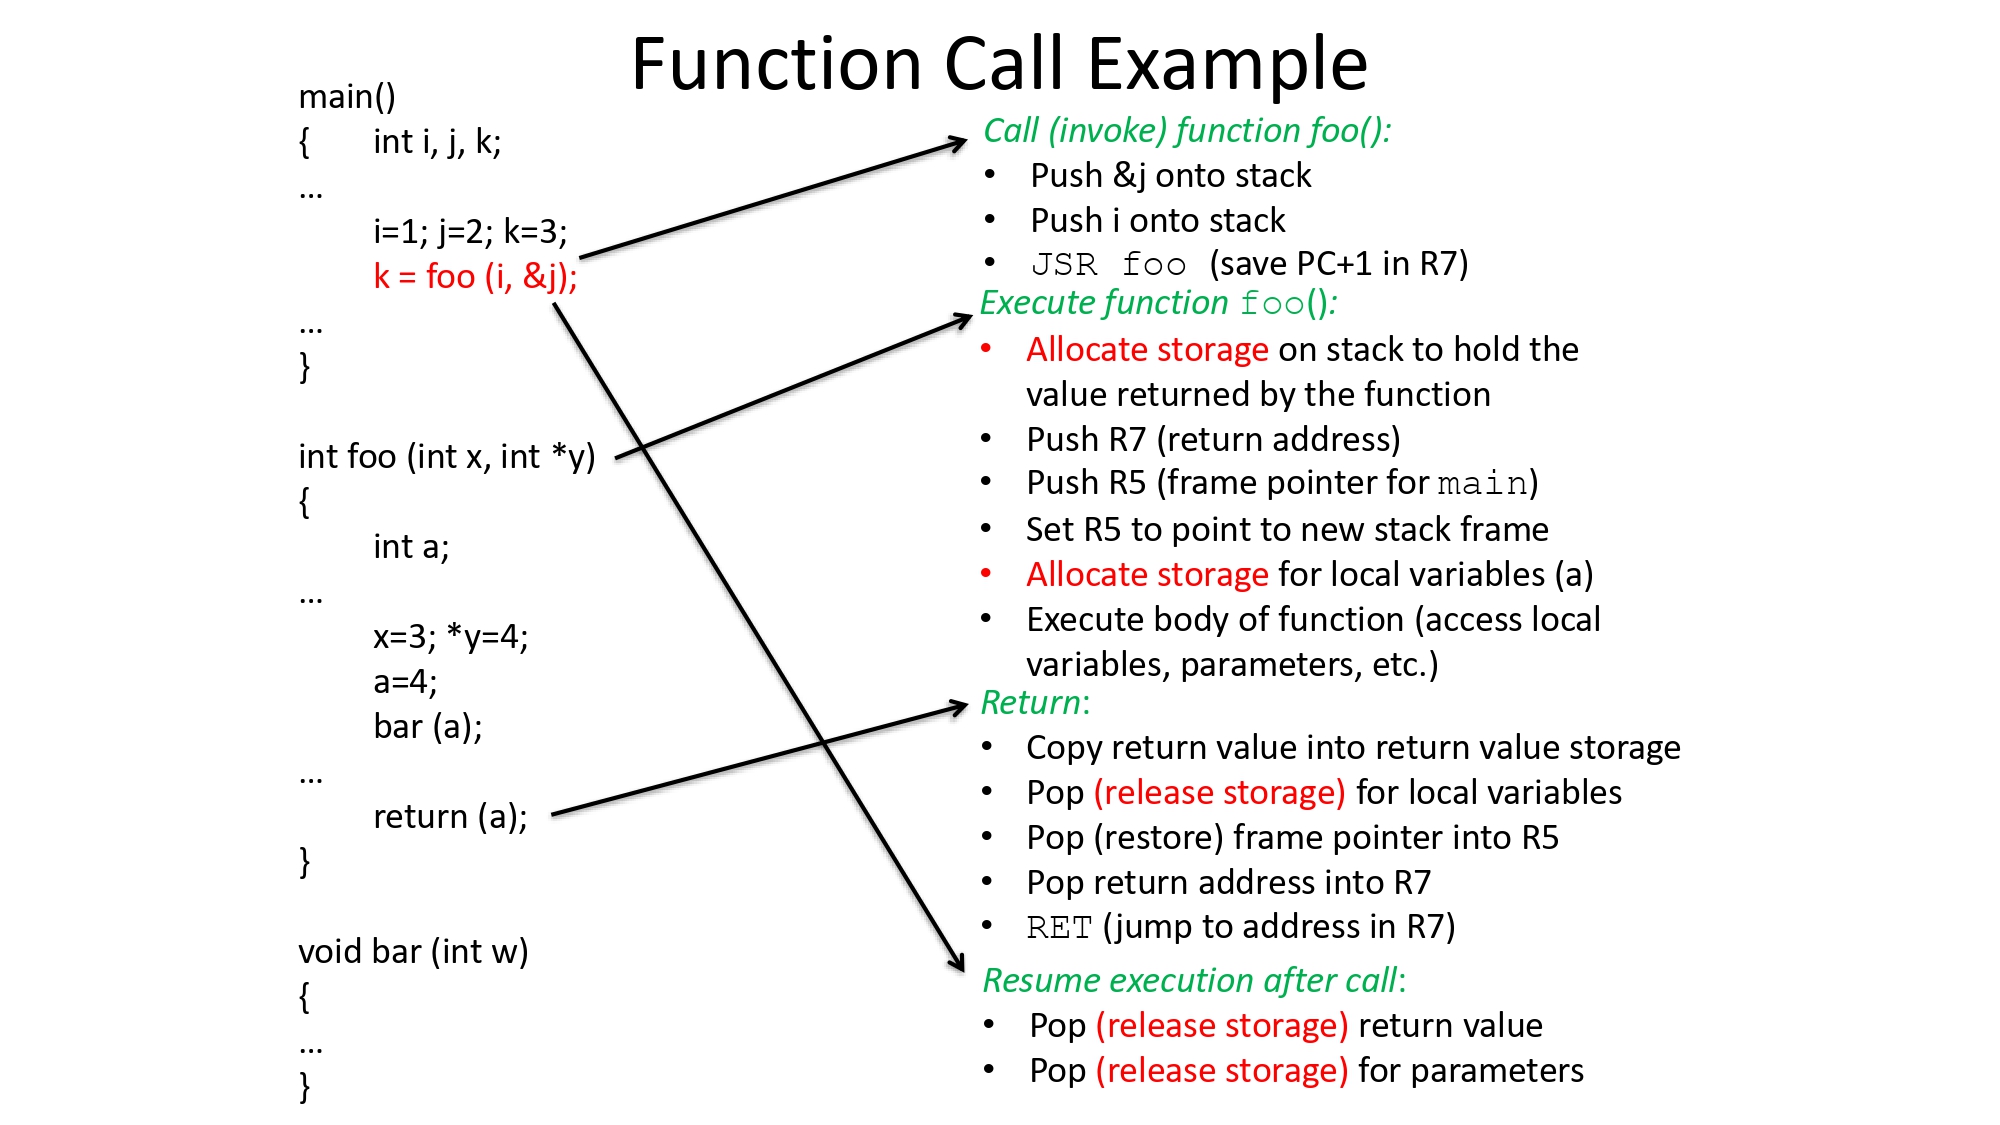 Function Call Example
main()
{ int i, j, k;
...
i=1; j=2; k=3;
k = foo (i, &j);
...
}
int foo (int x, int *y)
{
int a;
...
x=3; *y=4;
a=4;
bar (a);
...
return (a);
}
void bar (int w)
{
...
}
Call (invoke) function foo():
• Push &j onto stack
• Push i onto stack
• JSR foo (save PC+1 in R7)
Execute function foo():
• Allocate storage on stack to hold the
value returned by the function
• Push R7 (return address)
• Push R5 (frame pointer for main)
• Set R5 to point to new stack frame
• Allocate storage for local variables (a)
• Execute body of function (access local
variables, parameters, etc.)
Return:
• Copy return value into return value storage
• Pop (release storage) for local variables
• Pop (restore) frame pointer into R5
• Pop return address into R7
• RET (jump to address in R7)
Resume execution after call:
• Pop (release storage) return value
• Pop (release storage) for parameters